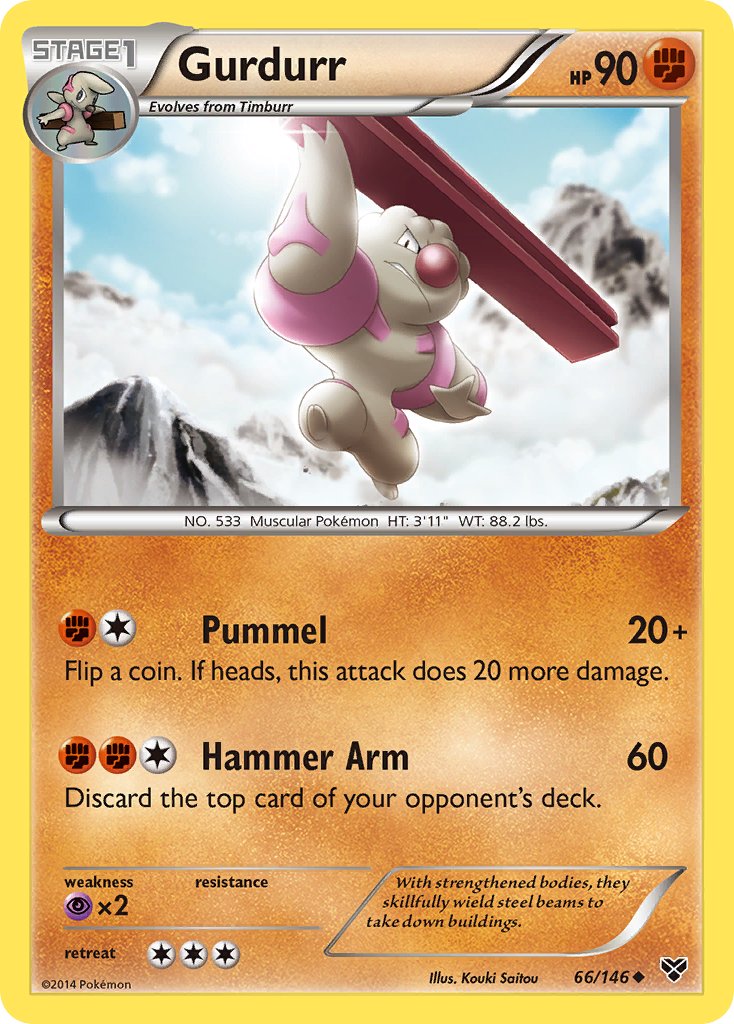 STAGE1
Gurdurr
HP 90
Evolves from Timburr
NO. 533 Muscular Pokémon HT: 3'11" WT: 88.2 lbs.
Pummel 20+
Flip a coin. If heads, this attack does 20 more damage.
Hammer Arm 60
Discard the top card of your opponent's deck.
weakness resistance
×2
With strengthened bodies, they
skillfully wield steel beams to
take down buildings.
retreat
©2014 Pokémon
Illus. Kouki Saitou
66/146